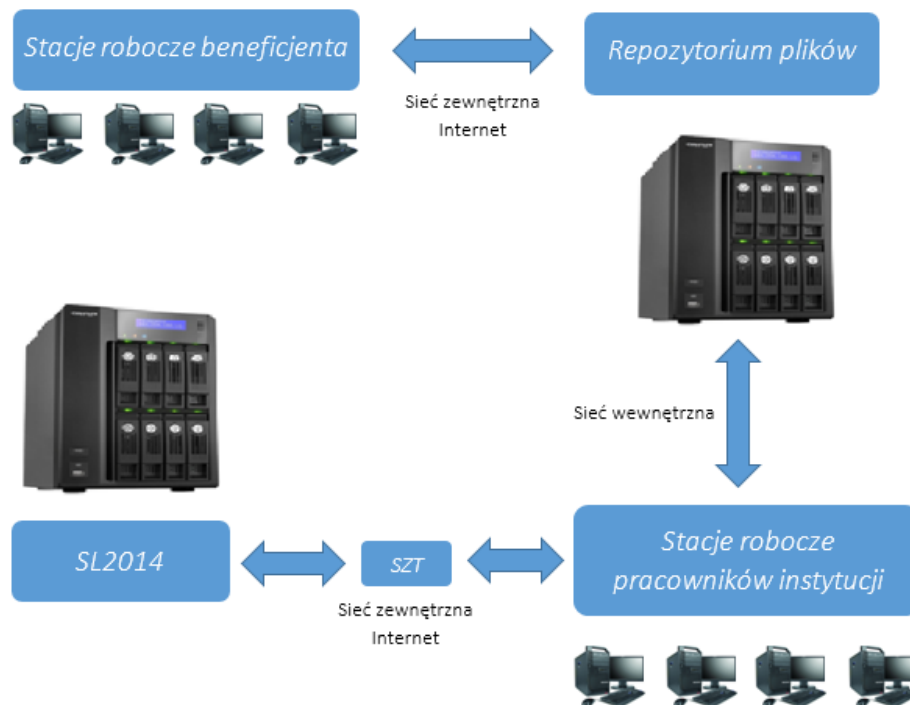 Stacje robocze beneficjenta
Repozytorium plików
Sieć zewnętrzna
Internet
Sieć wewnętrzna
SL2014
SZT
Stacje robocze
pracowników instytucji
Sieć zewnętrzna
Internet